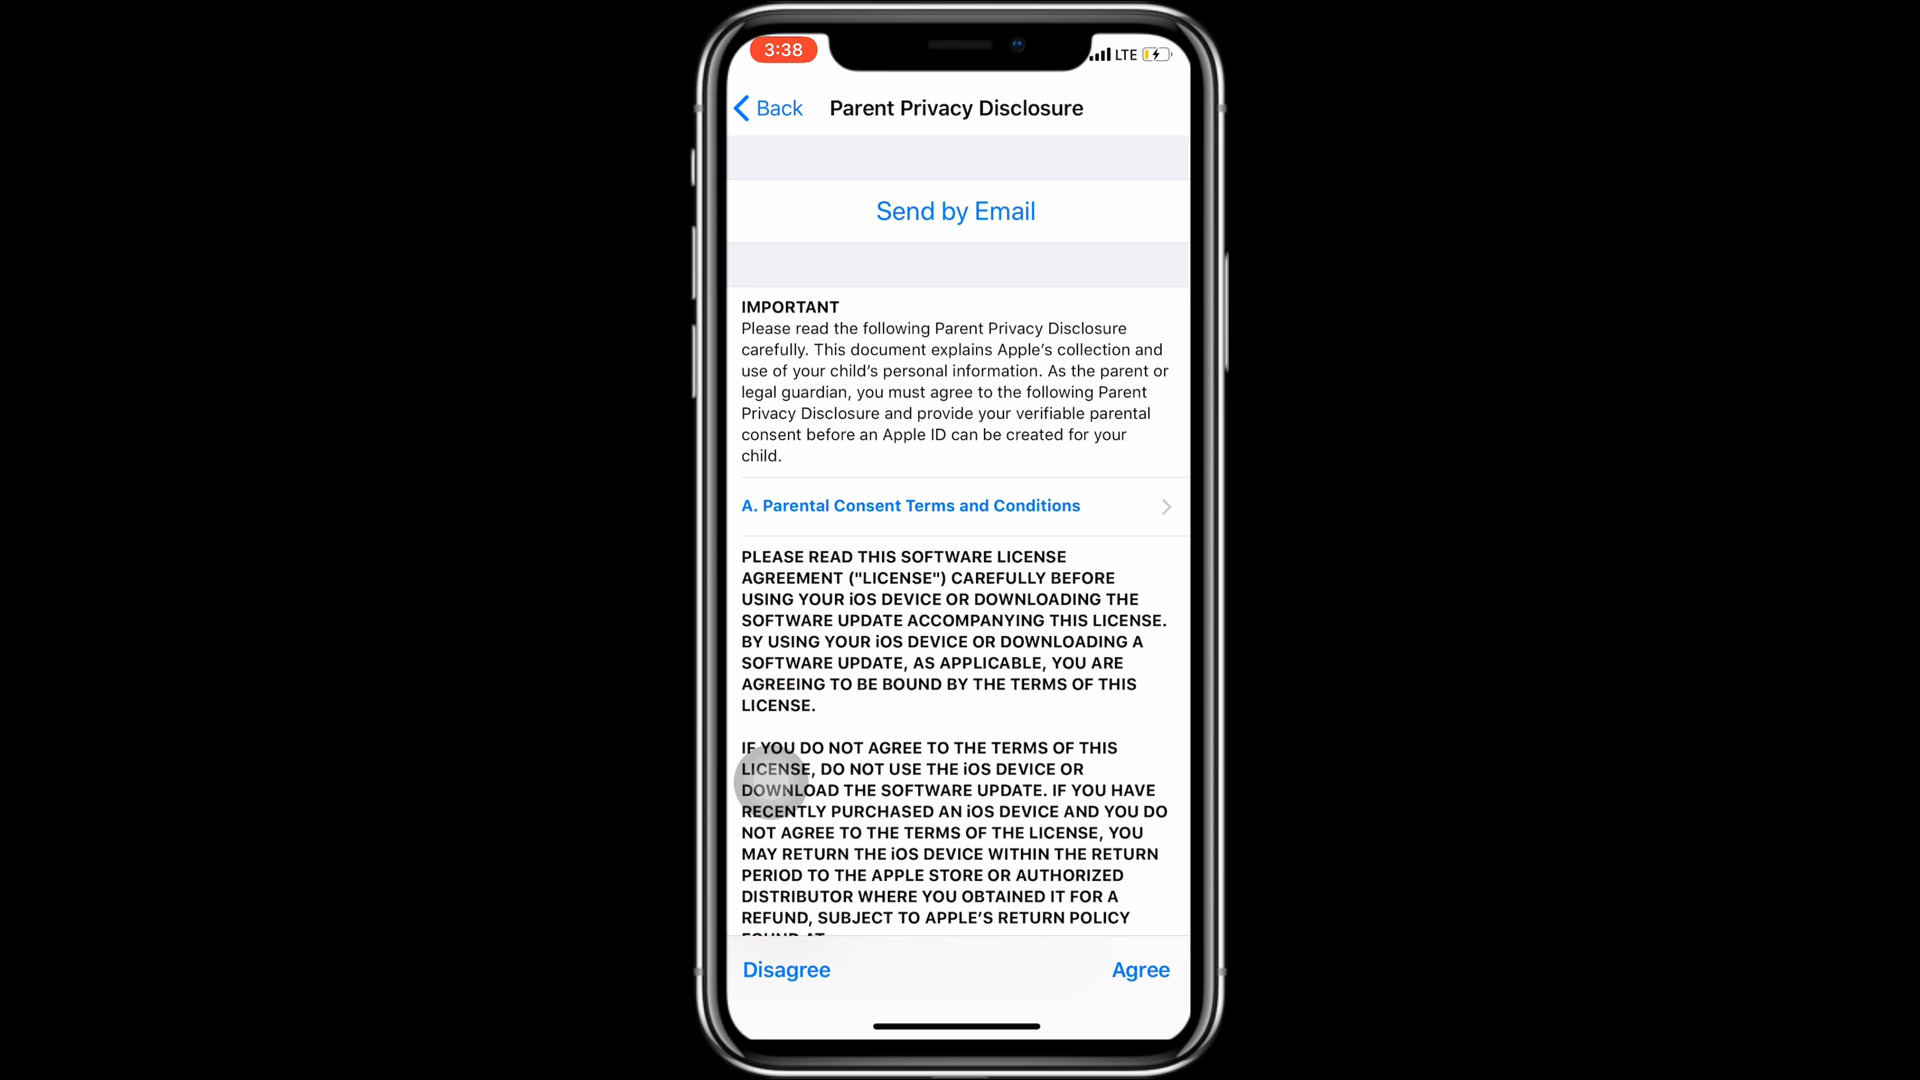 3:38
LTE
Back
Parent Privacy Disclosure
Send by Email
IMPORTANT
Please read the following Parent Privacy Disclosure
carefully. This document explains Apple’s collection and
use of your child’s personal information. As the parent or
legal guardian, you must agree to the following Parent
Privacy Disclosure and provide your verifiable parental
consent before an Apple ID can be created for your
child.
A. Parental Consent Terms and Conditions
PLEASE READ THIS SOFTWARE LICENSE
AGREEMENT ("LICENSE") CAREFULLY BEFORE
USING YOUR iOS DEVICE OR DOWNLOADING THE
SOFTWARE UPDATE ACCOMPANYING THIS LICENSE.
BY USING YOUR iOS DEVICE OR DOWNLOADING A
SOFTWARE UPDATE, AS APPLICABLE, YOU ARE
AGREEING TO BE BOUND BY THE TERMS OF THIS
LICENSE.
IF YOU DO NOT AGREE TO THE TERMS OF THIS
LICENSE, DO NOT USE THE iOS DEVICE OR
DOWNLOAD THE SOFTWARE UPDATE. IF YOU HAVE
RECENTLY PURCHASED AN iOS DEVICE AND YOU DO
NOT AGREE TO THE TERMS OF THE LICENSE, YOU
MAY RETURN THE iOS DEVICE WITHIN THE RETURN
PERIOD TO THE APPLE STORE OR AUTHORIZED
DISTRIBUTOR WHERE YOU OBTAINED IT FOR A
REFUND, SUBJECT TO APPLE’S RETURN POLICY
FOUND AT
Disagree
Agree